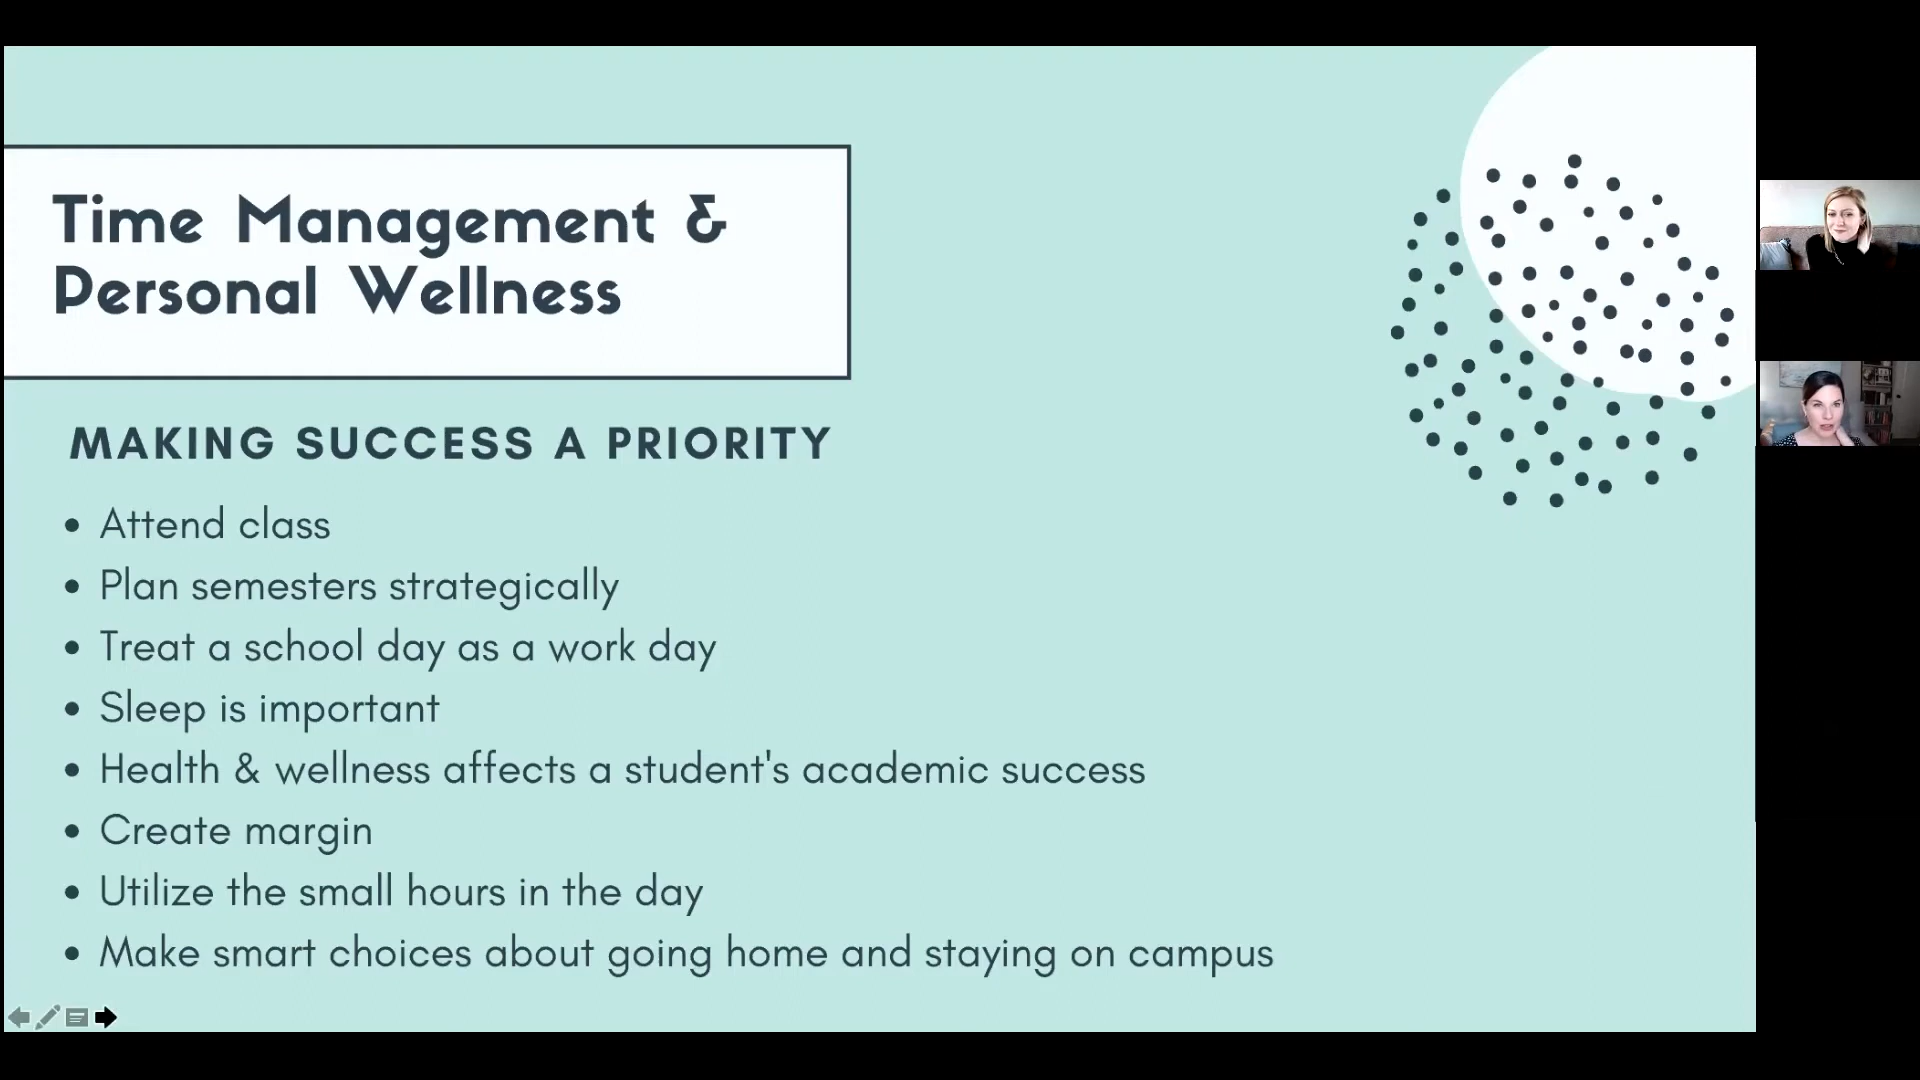 Time Management &
Personal Wellness
MAKING SUCCESS A PRIORITY
• Attend class
• Plan semesters strategically
• Treat a school day as a work day
• Sleep is important
• Health & wellness affects a student's academic success
• Create margin
• Utilize the small hours in the day
• Make smart choices about going home and staying on campus